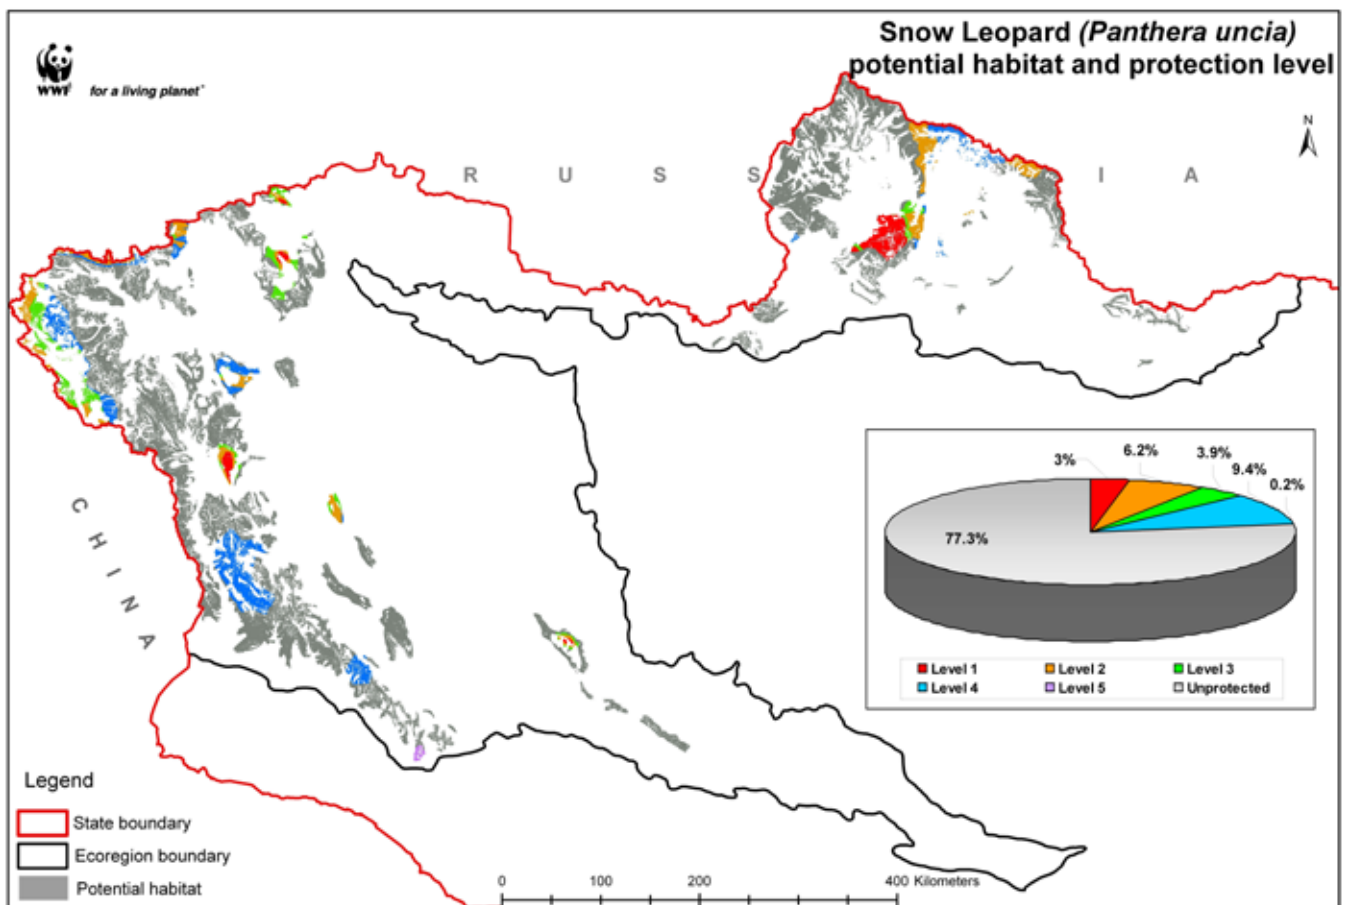 Snow Leopard (Panthera uncia)
potential habitat and protection level
WWF
for a living planet®
N
R U S S I A
C H I N A
3%
6.2%
3.9%
9.4%
0.2%
77.3%
Level 1 Level 2 Level 3
Level 4 Level 5 Unprotected
Legend
State boundary
Ecoregion boundary
Potential habitat
0 100 200 400 Kilometers